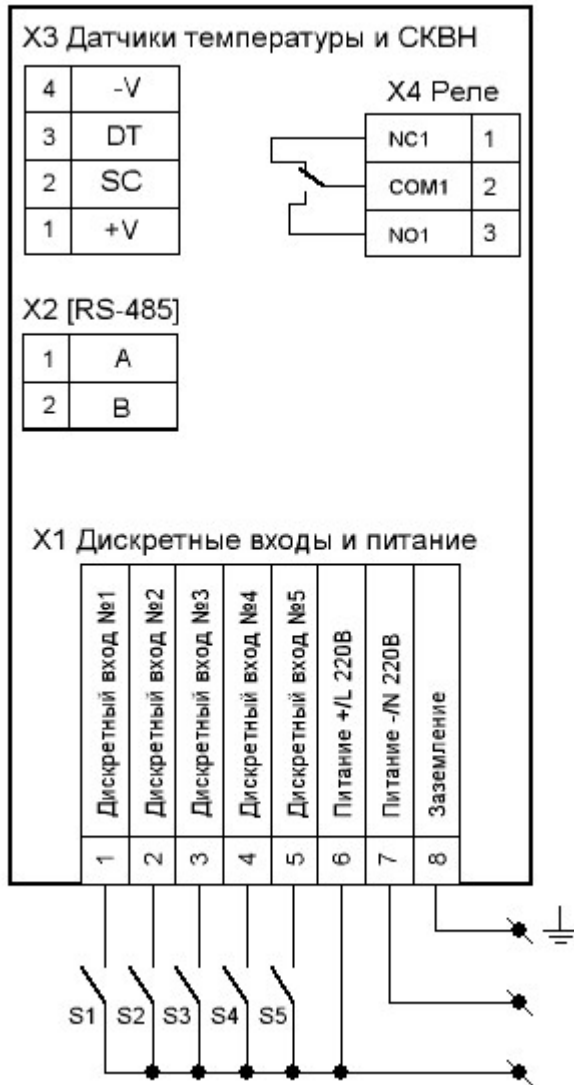 X3 Датчики температуры и СКВН
4 -V
3 DT
2 SC
1 +V
X4 Реле
NC1 1
COM1 2
NO1 3
X2 [RS-485]
1 A
2 B
X1 Дискретные входы и питание
Дискретный вход №1
Дискретный вход №2
Дискретный вход №3
Дискретный вход №4
Дискретный вход №5
Питание +/L 220В
Питание -/N 220В
Заземление
1 2 3 4 5 6 7 8
S1 S2 S3 S4 S5